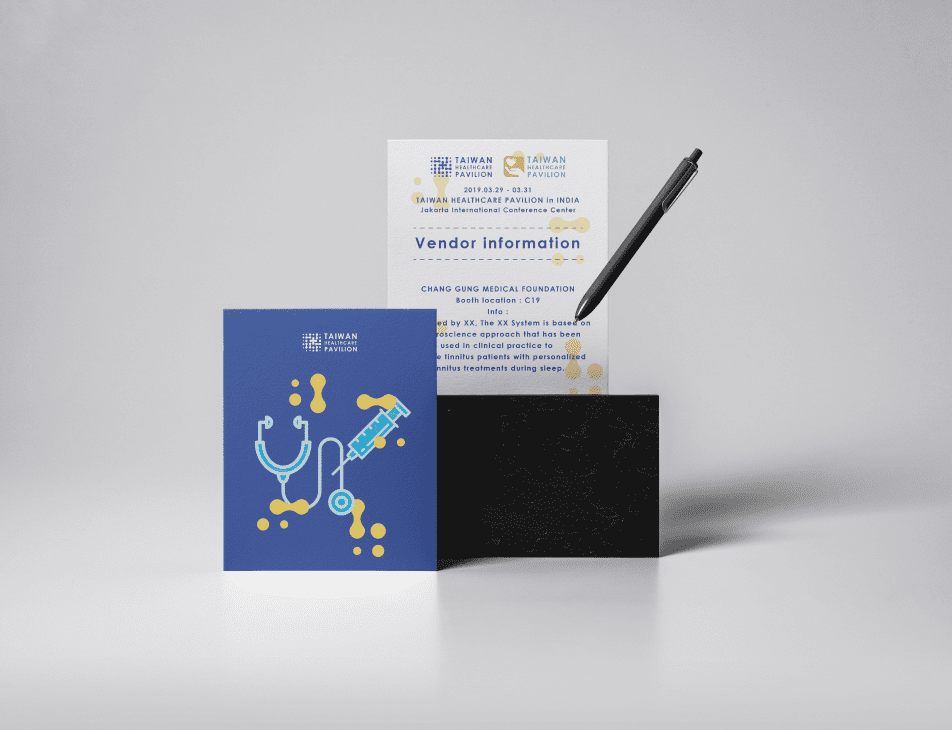 TAIWAN
HEALTHCARE
PAVILION
TAIWAN
HEALTHCARE
PAVILION
2019.03.29 - 03.31
TAIWAN HEALTHCARE PAVILION in INDIA
Jakarta International Conference Center
Vendor information
CHANG GUNG MEDICAL FOUNDATION
Booth location : C19
Info :
by XX, The XX System is based on
approach that has been
used in clinical practice to
tinnitus patients with personalized
treatments during sleep.
TAIWAN
HEALTHCARE
PAVILION